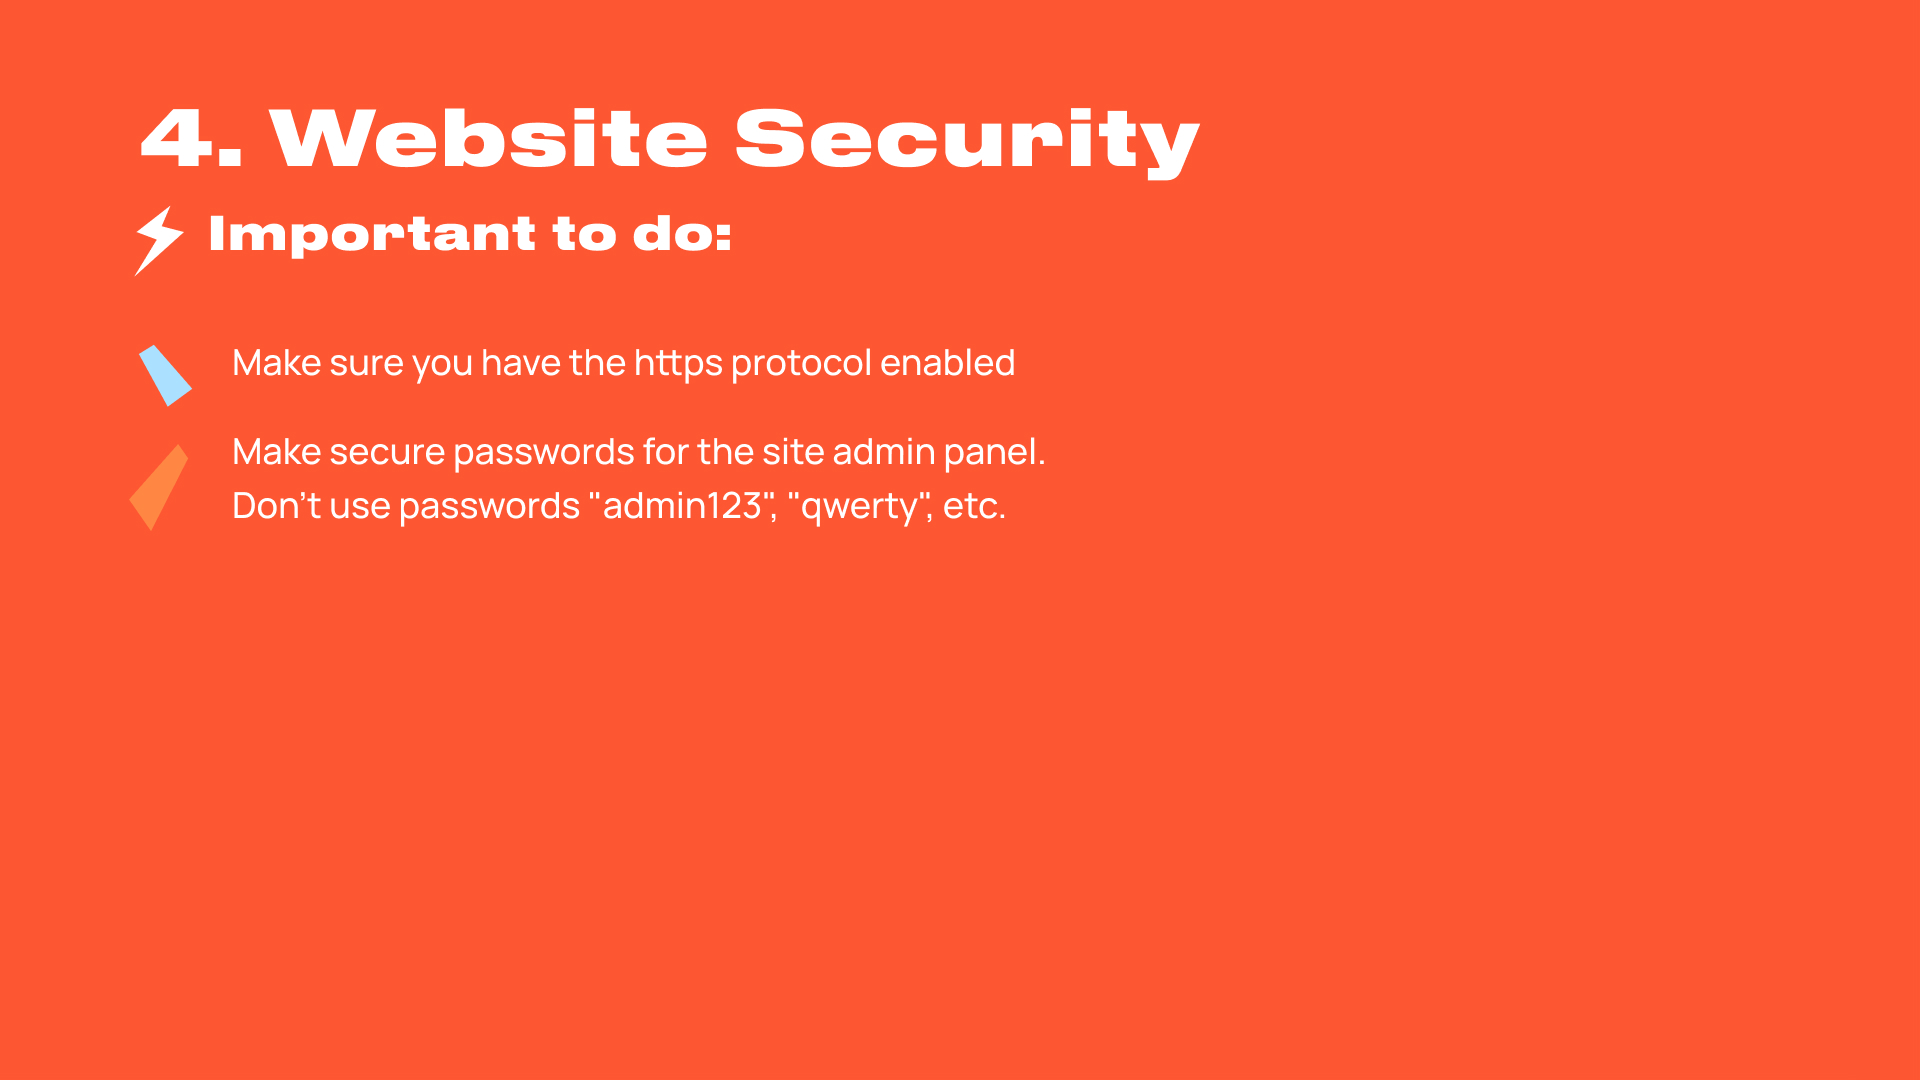 4. Website Security
Important to do:
Make sure you have the https protocol enabled
Make secure passwords for the site admin panel.
Don't use passwords "admin123", "qwerty", etc.